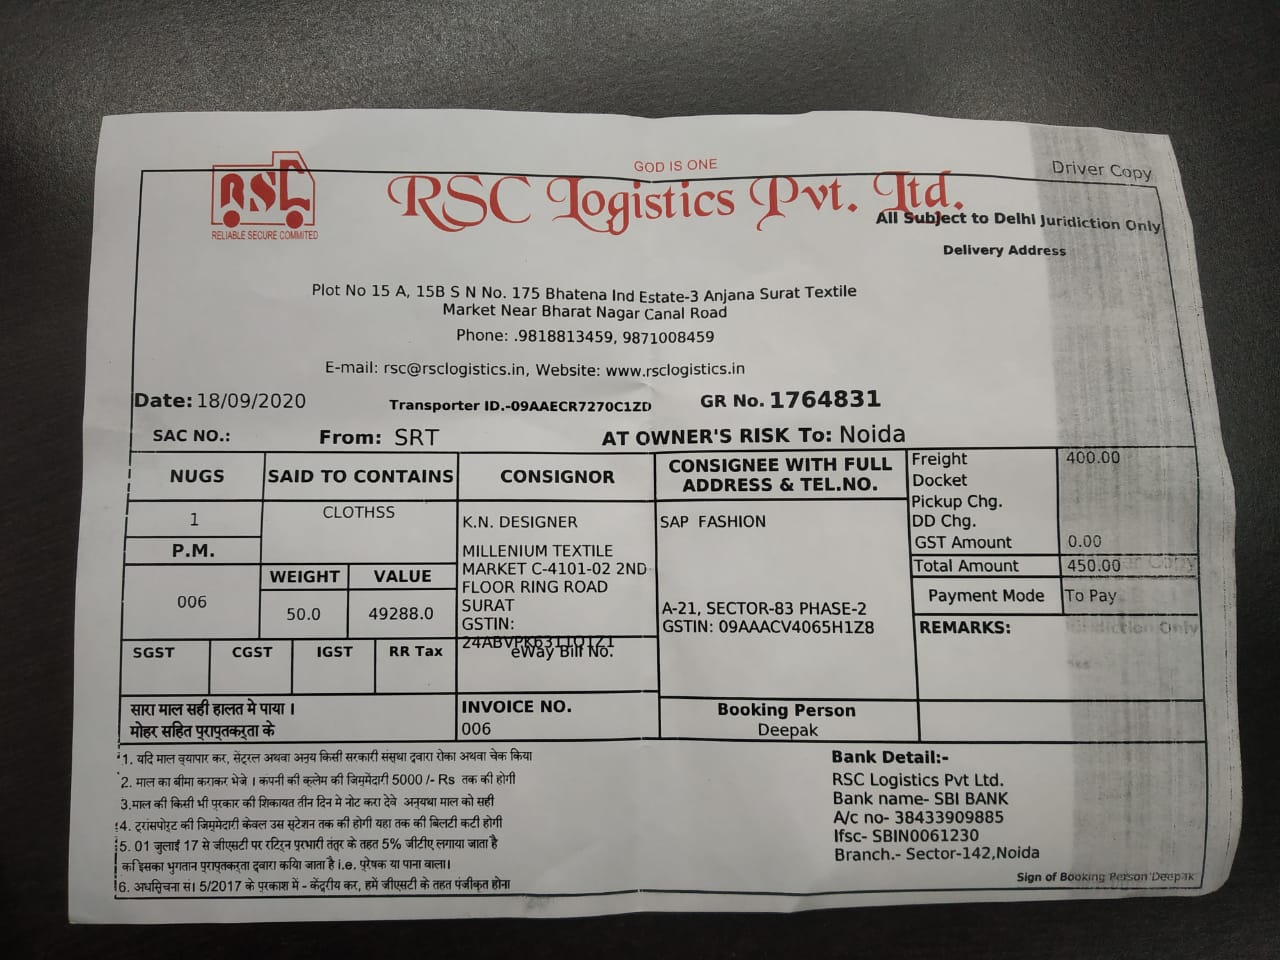 Driver Copy
GOD IS ONE
RSC
RELIABLE SECURE COMMITED
RSC Logistics Pvt. Ltd.
All Subject to Delhi Juridiction Only
Delivery Address
Plot No 15 A, 15B S N No. 175 Bhatena Ind Estate-3 Anjana Surat Textile
Market Near Bharat Nagar Canal Road
Phone: .9818813459, 9871008459
E-mail: rsc@rsclogistics.in, Website: www.rsclogistics.in
Date: 18/09/2020 Transporter ID.-09AAECR7270C1ZD GR No. 1764831
SAC NO.: From: SRT AT OWNER'S RISK To: Noida
NUGS SAID TO CONTAINS CONSIGNOR CONSIGNEE WITH FULL
ADDRESS & TEL.NO.
Freight 400.00
Docket
Pickup Chg.
DD Chg.
GST Amount 0.00
Total Amount 450.00
Payment Mode To Pay
REMARKS:
1 CLOTHSS
P.M.
006
WEIGHT VALUE
50.0 49288.0
K.N. DESIGNER
MILLENIUM TEXTILE
MARKET C-4101-02 2ND
FLOOR RING ROAD
SURAT
GSTIN:
SAP FASHION
A-21, SECTOR-83 PHASE-2
GSTIN: 09AAACV4065H1Z8
SGST CGST IGST RR Tax eWay Bill No.
सारा माल सही हालत मे पाया ।
मोहर सहित प्राप्तकर्ता के
INVOICE NO.
006
Booking Person
Deepak
1. यदि माल व्यापार कर, सेंट्रल अथवा अन्य किसी सरकारी संस्था द्वारा रोका अथवा चेक किया
2. माल का बीमा कराकर भेजे । कंपनी की क्लेम की जिम्मेदारी 5000 /- Rs तक की होगी
3.माल की किसी भी प्रकार की शिकायत तीन दिन मे नोट करा देवे अन्यथा माल को सही
4. ट्रांसपोर्ट की जिम्मेदारी केवल उस स्टेशन तक की होगी यहा तक की बिलटी कटी होगी
5. 01 जुलाई 17 से जीएसटी पर रटिर्न प्रभारी तंत्र के तहत 5% जीटीए लगाया जाता है
का इसका भुगतान प्राप्तकर्ता द्वारा किया जाता है i.e. प्रेषक या पाना वाला।
6. अधसिचना सं। 5/2017 के प्रकाश में - केंद्रीय कर, हमें जीएसटी के तहत पंजीकृत होना
Bank Detail:-
RSC Logistics Pvt Ltd.
Bank name- SBI BANK
A/c no- 38433909885
Ifsc- SBIN0061230
Branch.- Sector-142,Noida
Sign of Booking Person Deepak